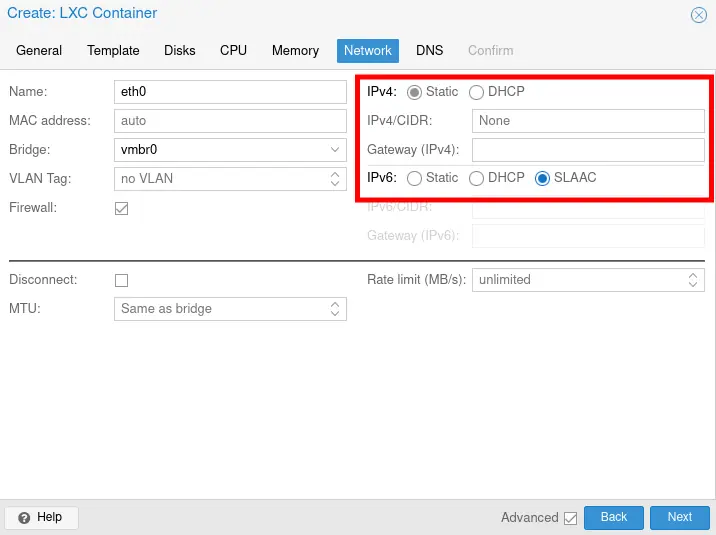 Create: LXC Container
General Template Disks CPU Memory Network DNS Confirm
Name: eth0
MAC address: auto
Bridge: vmbr0
VLAN Tag: no VLAN
Firewall:
IPv4: Static DHCP
IPv4/CIDR: None
Gateway (IPv4):
IPv6: Static DHCP SLAAC
IPv6/CIDR:
Gateway (IPv6):
Disconnect:
Rate limit (MB/s): unlimited
MTU: Same as bridge
Help Advanced Back Next